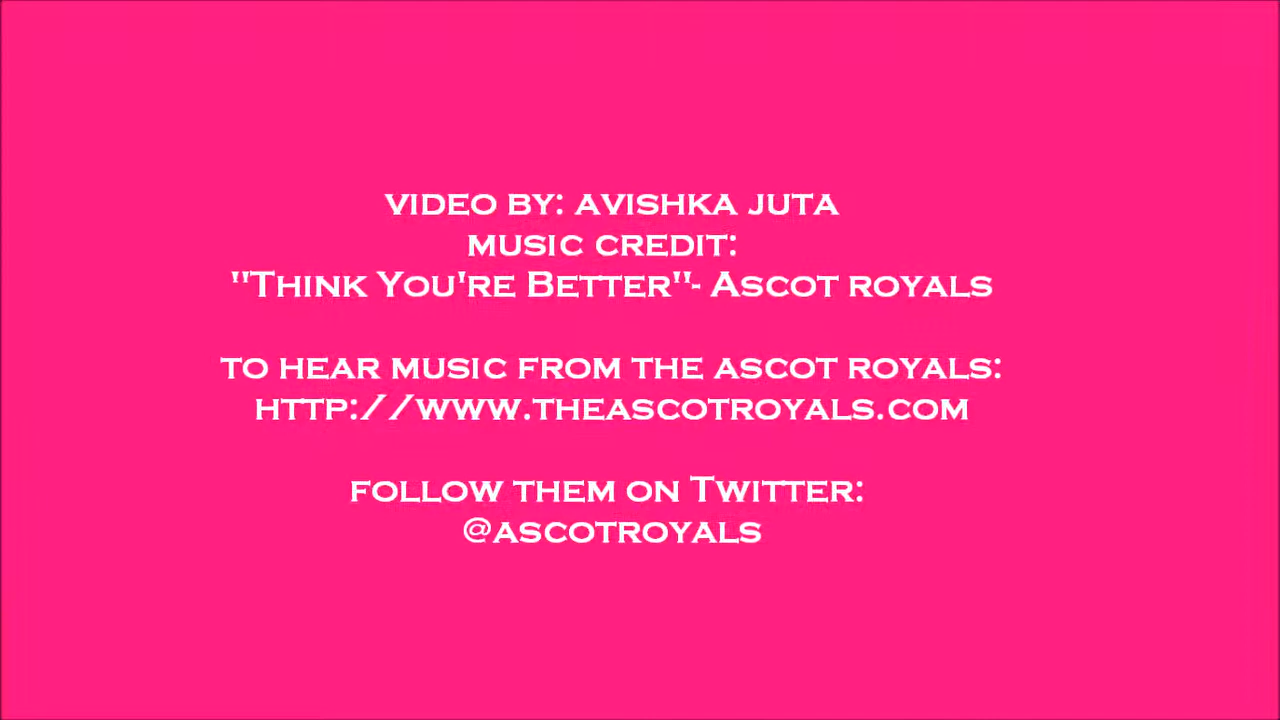 VIDEO BY: AVISHKA JUTA
MUSIC CREDIT:
"THINK YOU'RE BETTER"- ASCOT ROYALS
TO HEAR MUSIC FROM THE ASCOT ROYALS:
HTTP://WWW.THEASCOTROYALS.COM
FOLLOW THEM ON TWITTER:
@ASCOTROYALS